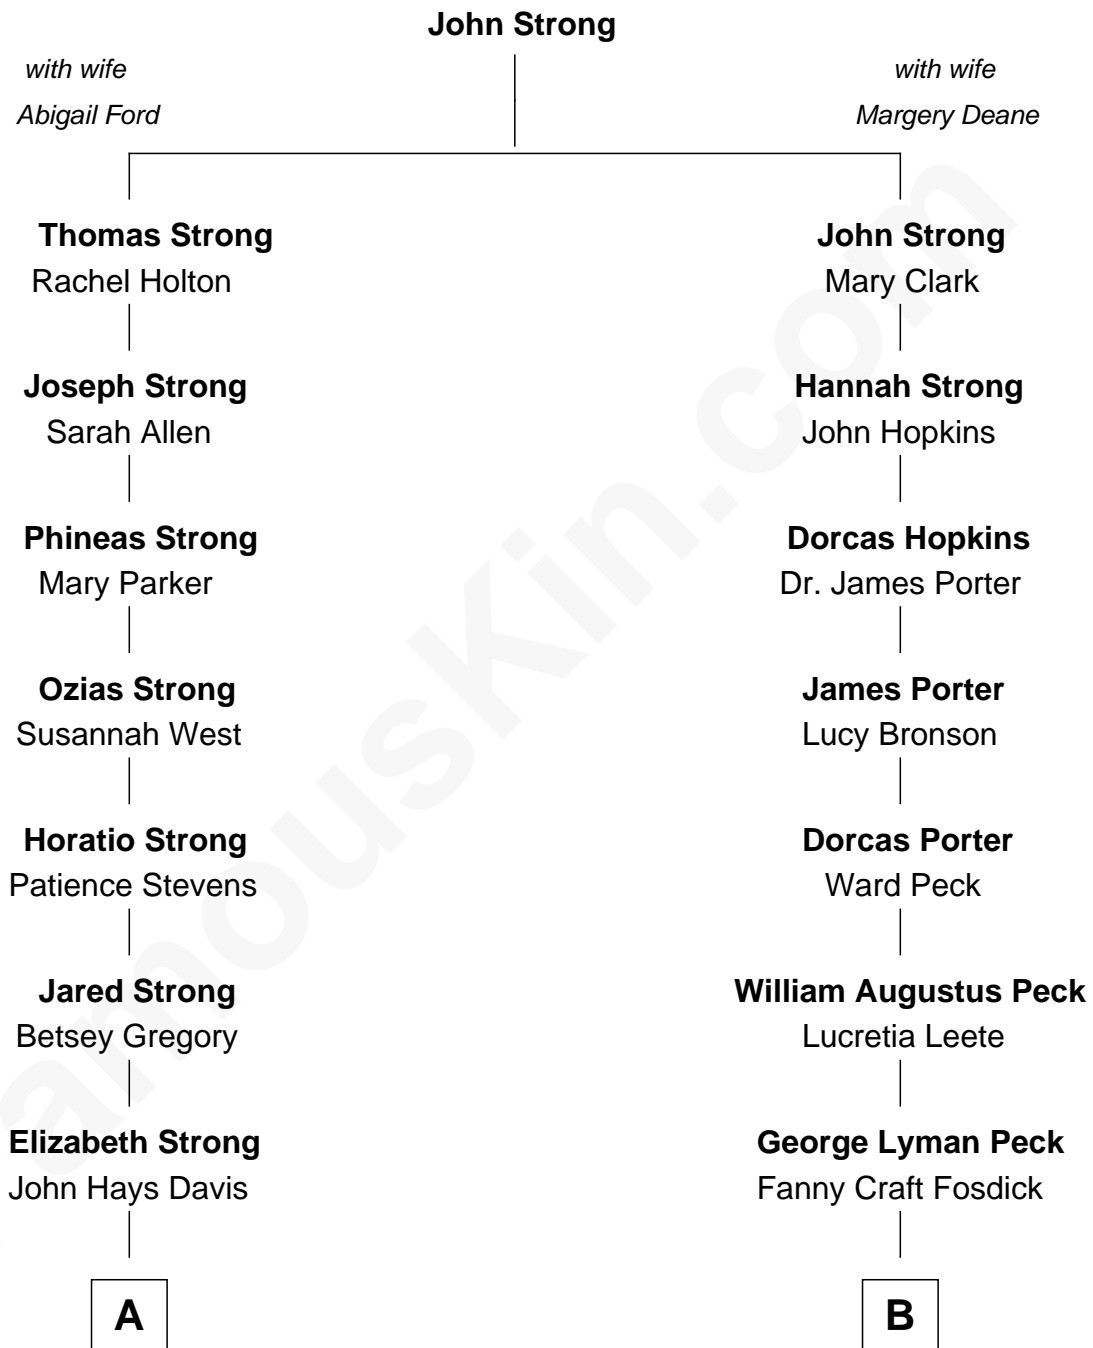 John Strong
with wife
Abigail Ford
with wife
Margery Deane
Thomas Strong
Rachel Holton
John Strong
Mary Clark
Joseph Strong
Sarah Allen
Hannah Strong
John Hopkins
Phineas Strong
Mary Parker
Dorcas Hopkins
Dr. James Porter
Ozias Strong
Susannah West
James Porter
Lucy Bronson
Horatio Strong
Patience Stevens
Dorcas Porter
Ward Peck
Jared Strong
Betsey Gregory
William Augustus Peck
Lucretia Leete
Elizabeth Strong
John Hays Davis
George Lyman Peck
Fanny Craft Fosdick
A
B
amousKin.com